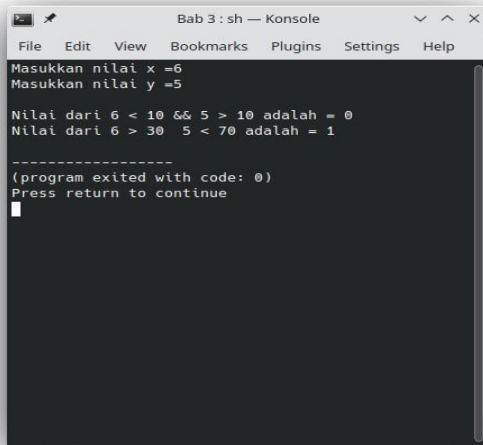 Bab 3 : sh — Konsole
File Edit View Bookmarks Plugins Settings Help
Masukkan nilai x =6
Masukkan nilai y =5
Nilai dari 6 < 10 && 5 > 10 adalah = 0
Nilai dari 6 > 30  5 < 70 adalah = 1
------------------
(program exited with code: 0)
Press return to continue